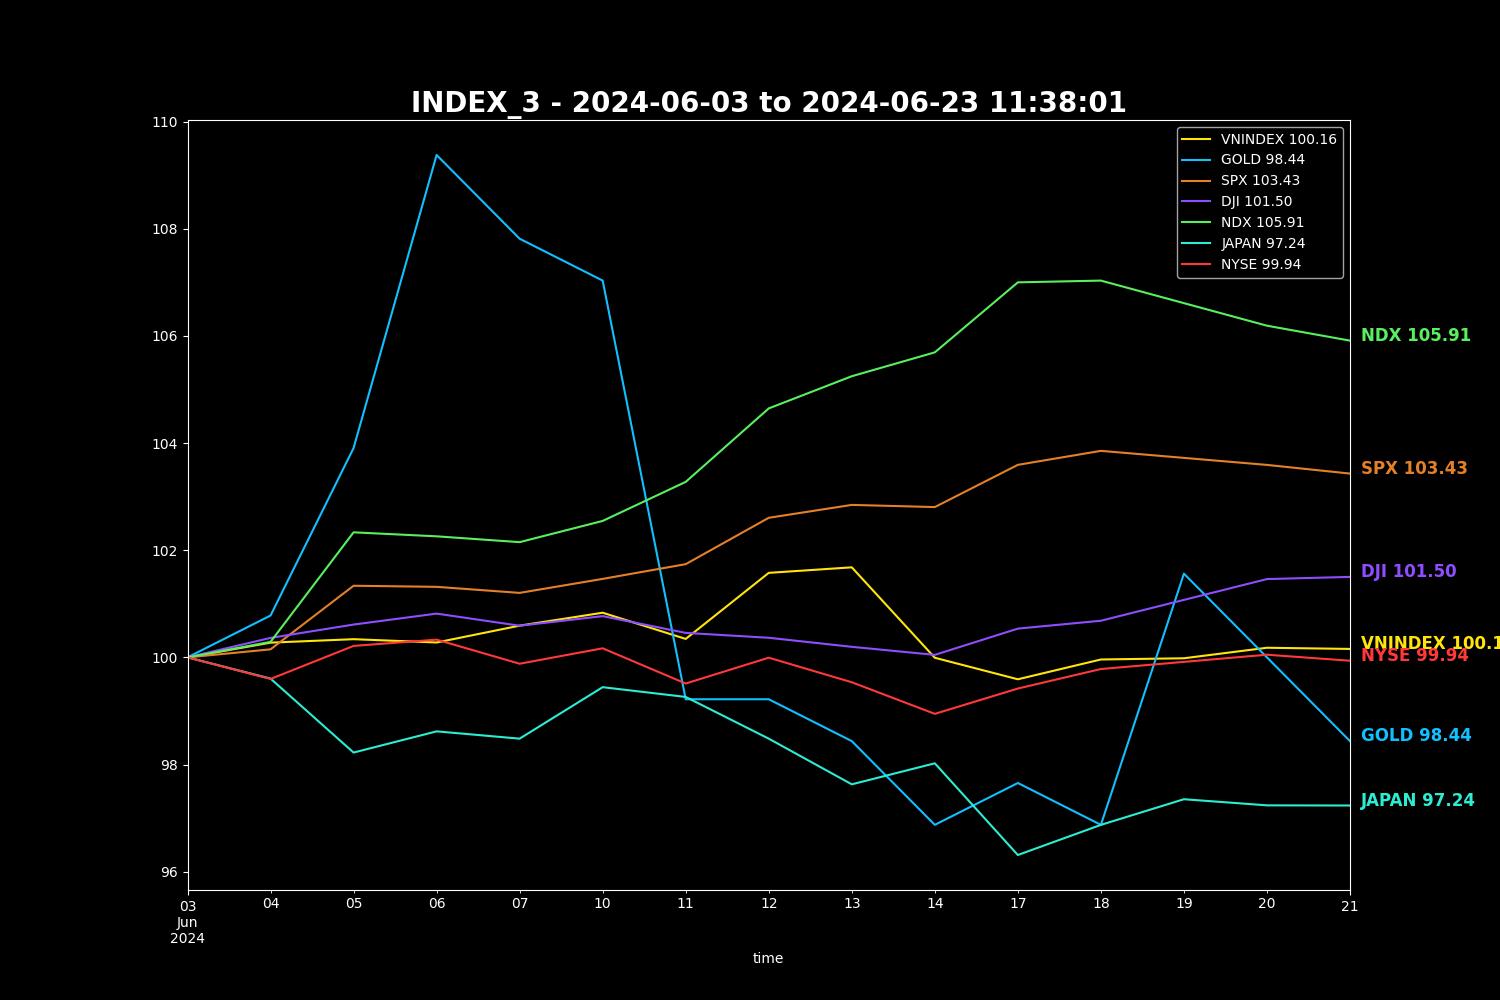 INDEX_3 - 2024-06-03 to 2024-06-23 11:38:01
110
108
106
104
102
100
98
96
VNINDEX 100.16
GOLD 98.44
SPX 103.43
DJI 101.50
NDX 105.91
JAPAN 97.24
NYSE 99.94
NDX 105.91
SPX 103.43
DJI 101.50
VNINDEX 100.1
NYSE 99.94
GOLD 98.44
JAPAN 97.24
03 04 05 06 07 10 11 12 13 14 17 18 19 20 21
Jun
2024
time